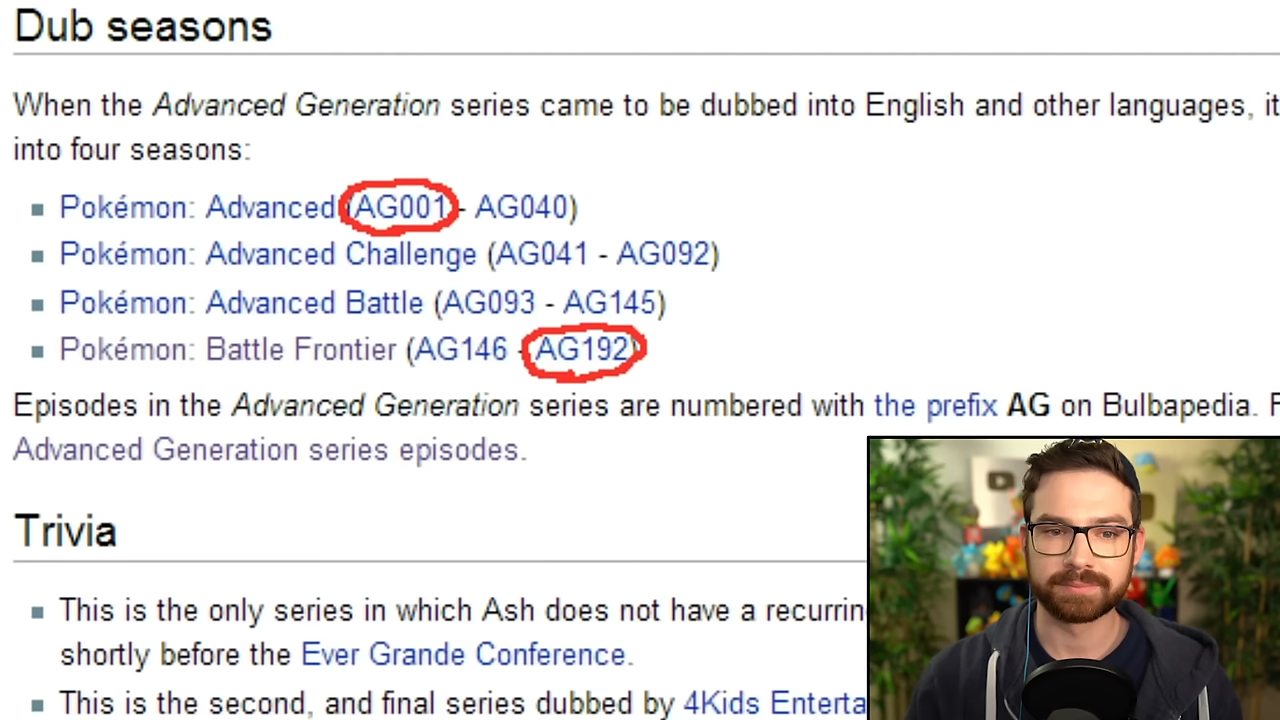 Dub seasons
When the Advanced Generation series came to be dubbed into English and other languages, it
into four seasons:
Pokémon: Advanced (AG001 - AG040)
Pokémon: Advanced Challenge (AG041 - AG092)
Pokémon: Advanced Battle (AG093 - AG145)
Pokémon: Battle Frontier (AG146 - AG192)
Episodes in the Advanced Generation series are numbered with the prefix AG on Bulbapedia. F
Advanced Generation series episodes.
Trivia
This is the only series in which Ash does not have a recurrin
shortly before the Ever Grande Conference.
This is the second, and final series dubbed by 4Kids Enterta